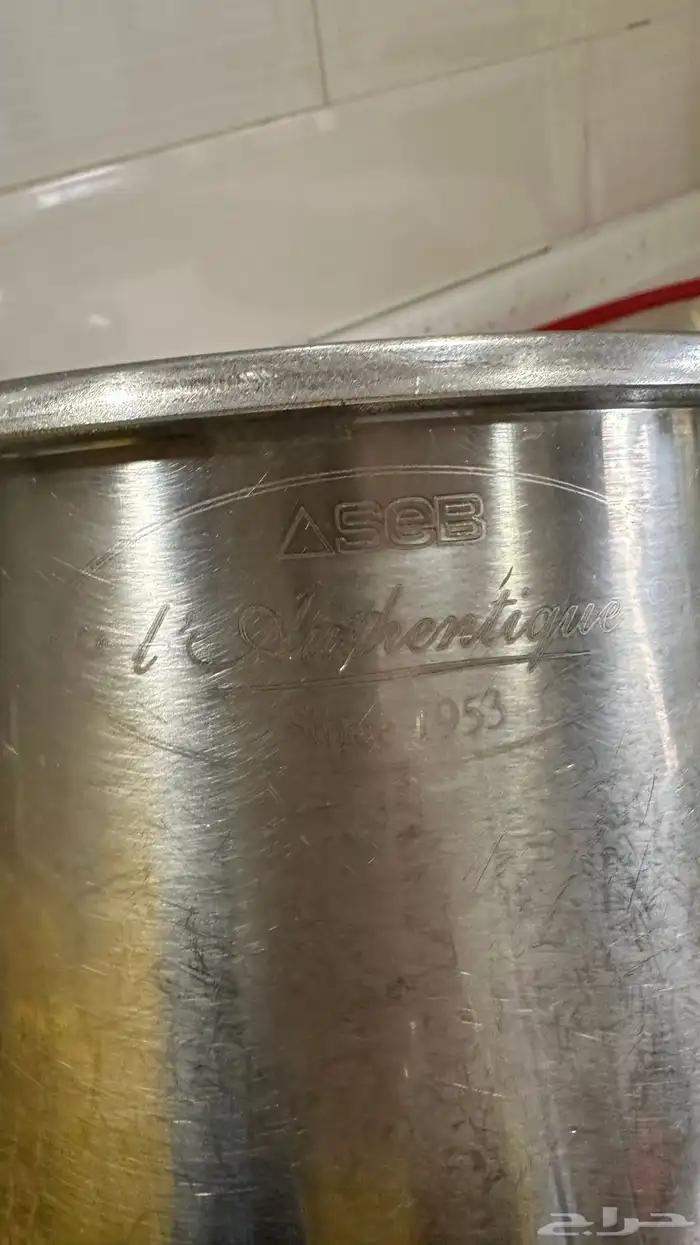 SEB
l'Authentique
Since 1953
حراج